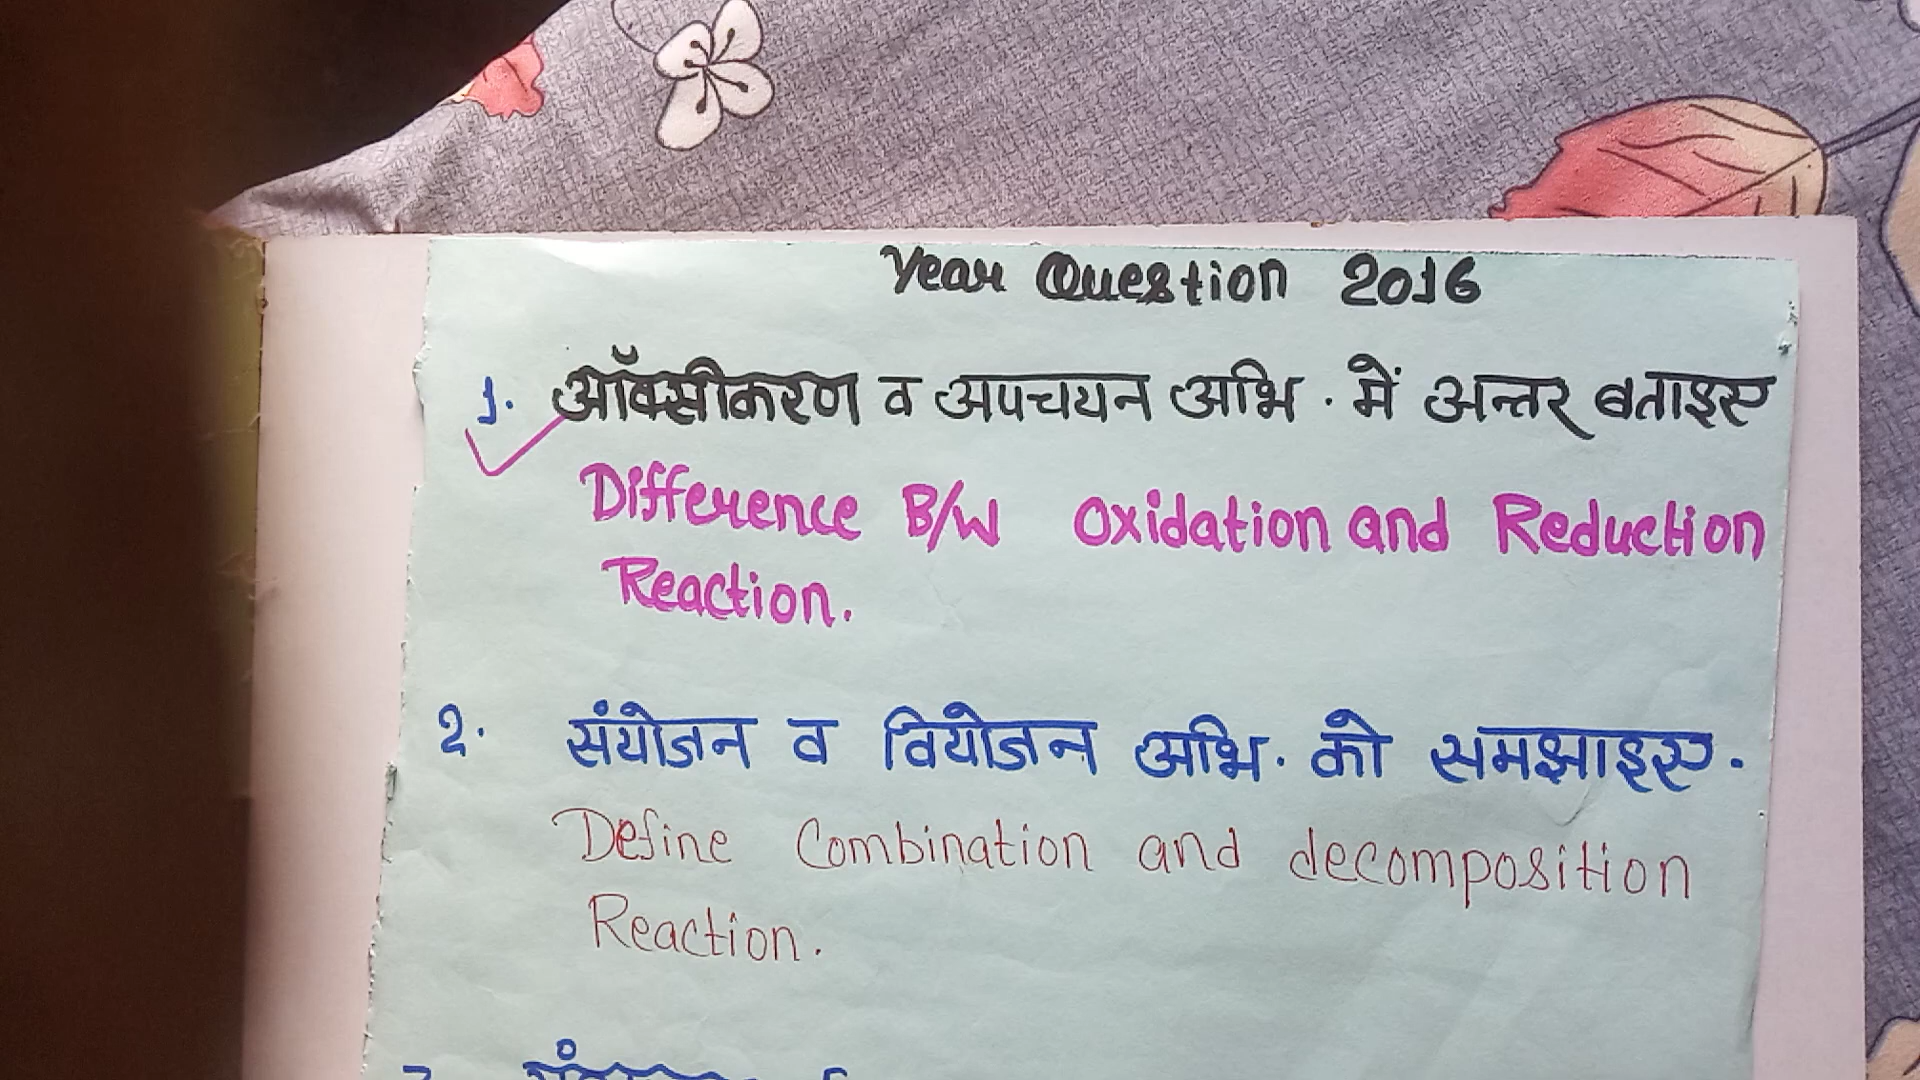 Year Question 2016
1. ऑक्सीकरण व अपचयन अभि. में अन्तर बताइए
Difference B/W Oxidation and Reduction
Reaction.
2. संयोजन व वियोजन अभि. को समझाइए.
Define Combination and decomposition
Reaction.